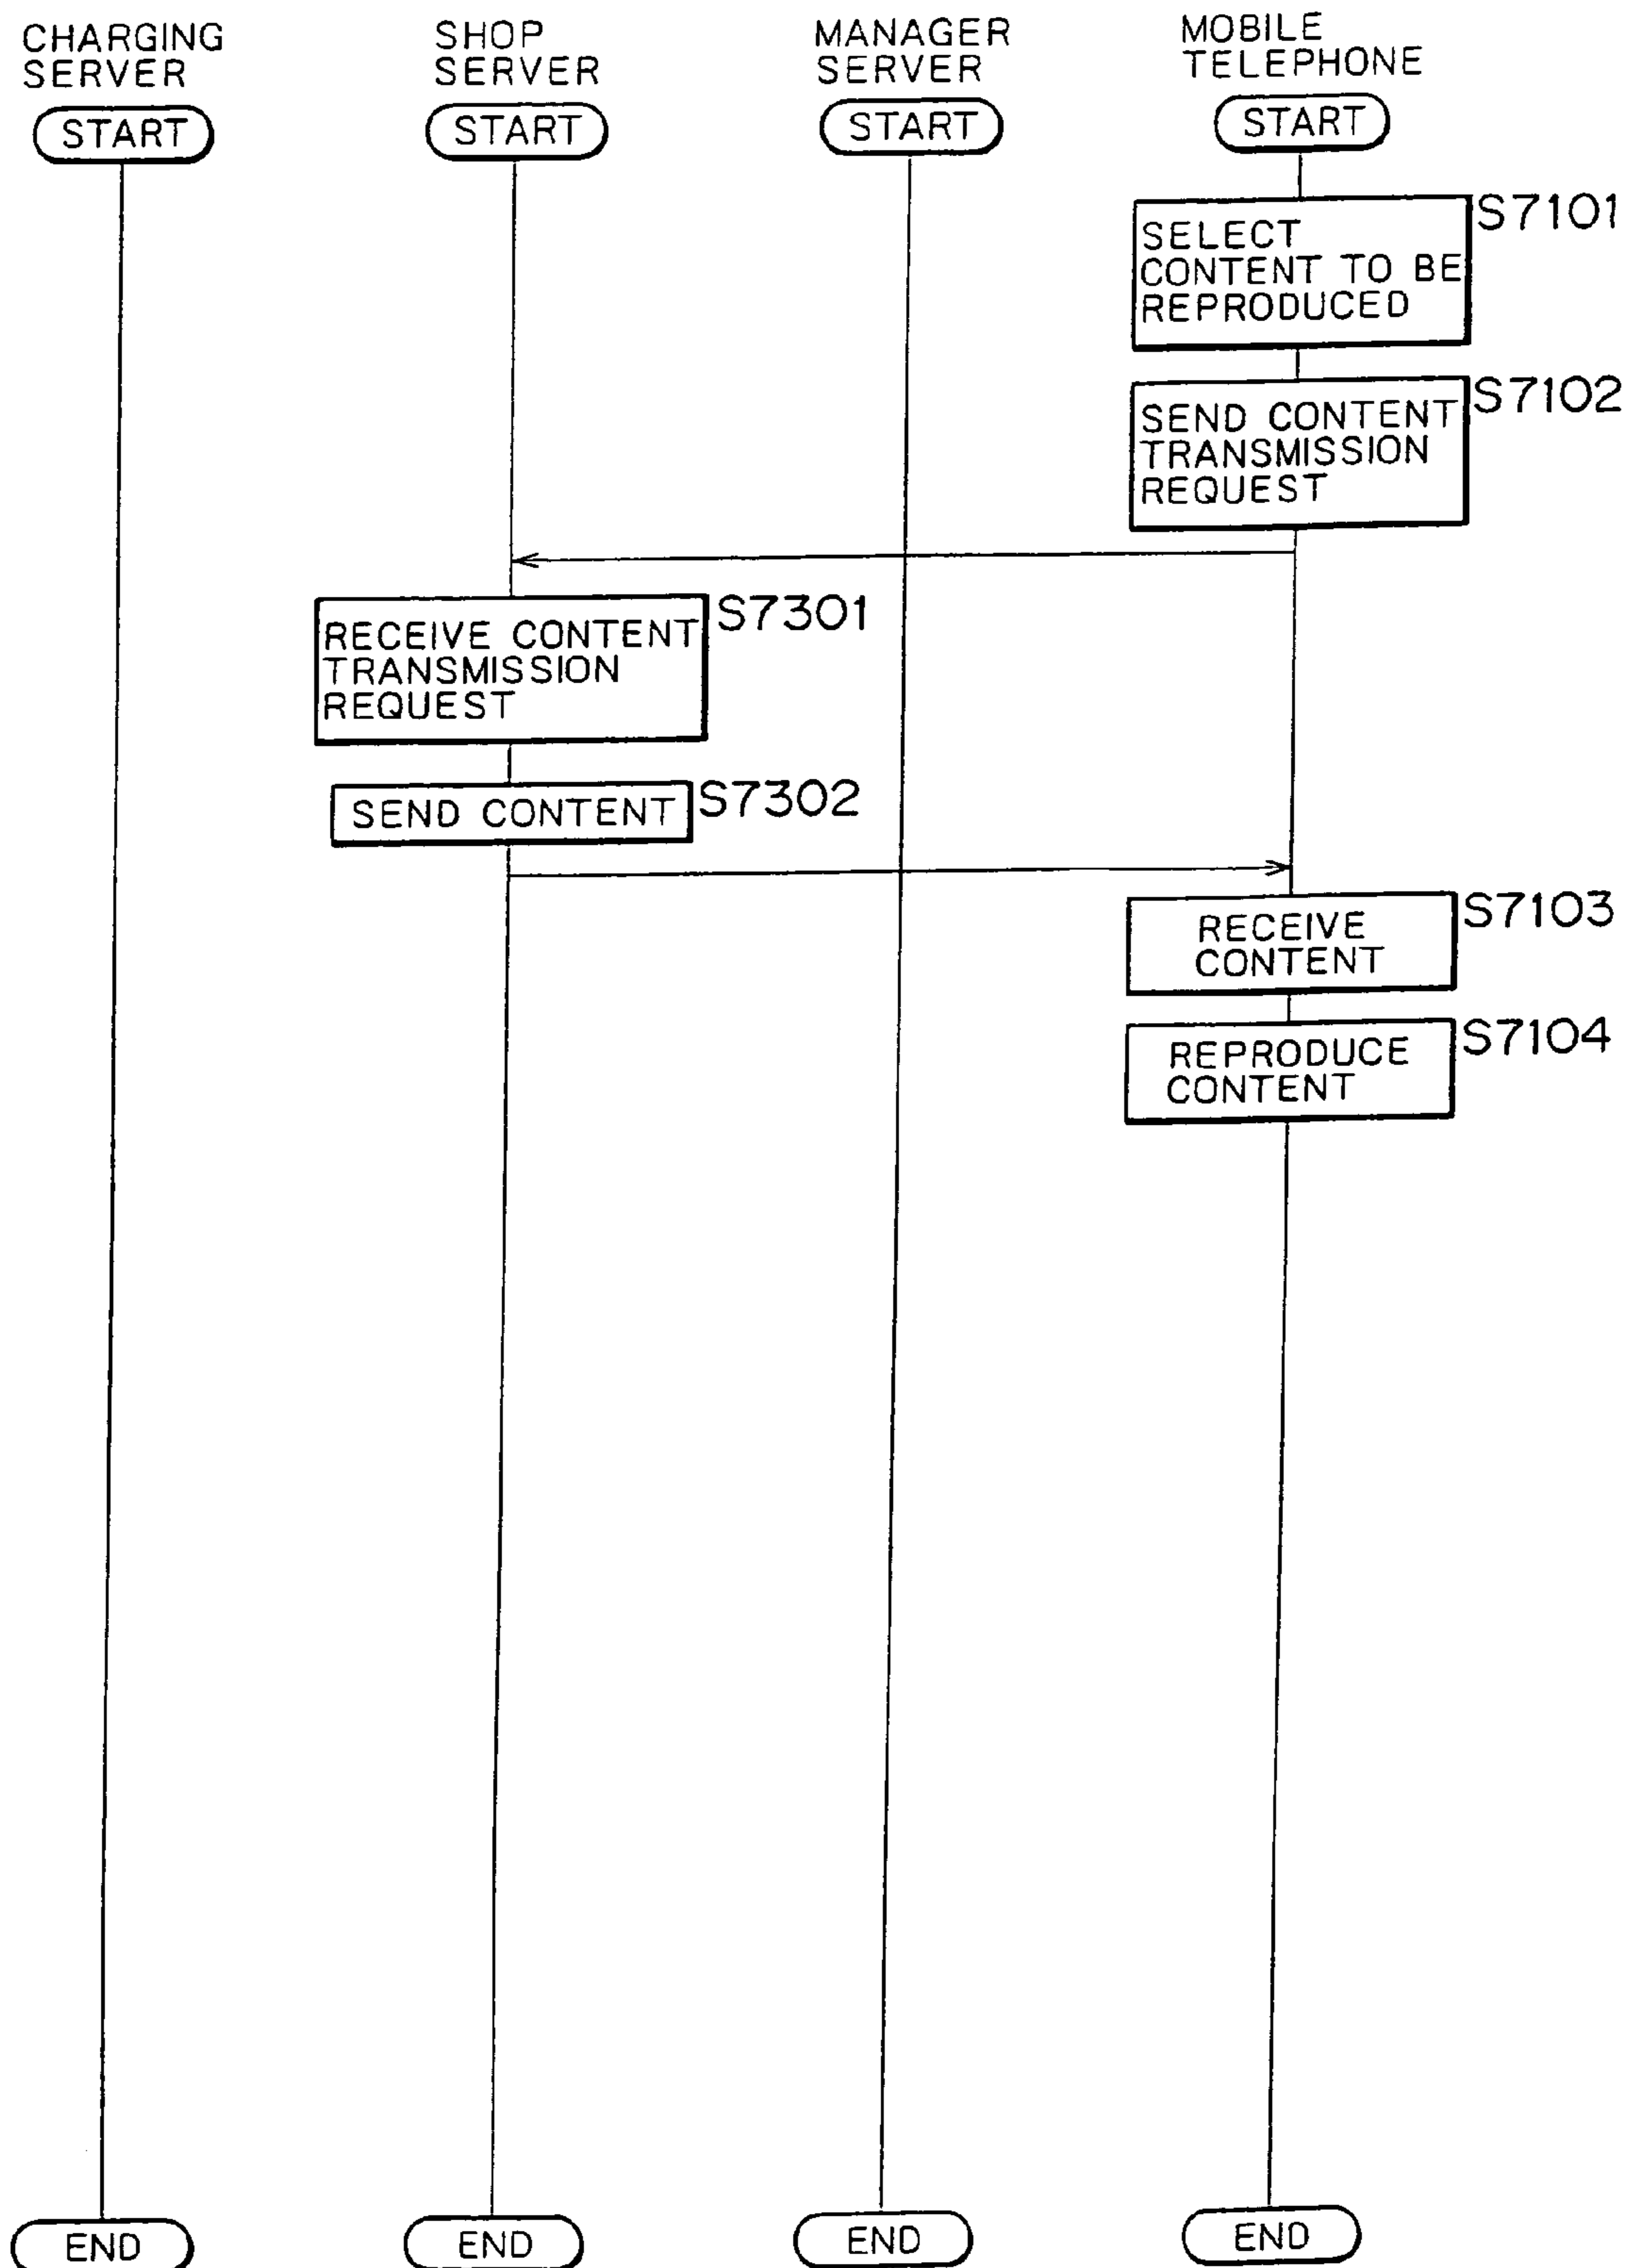 CHARGING
SERVER
SHOP
SERVER
MANAGER
SERVER
MOBILE
TELEPHONE
START
START
START
START
SELECT
CONTENT TO BE
REPRODUCED
S7101
SEND CONTENT
TRANSMISSION
REQUEST
S7102
RECEIVE CONTENT
TRANSMISSION
REQUEST
S7301
SEND CONTENT
S7302
RECEIVE
CONTENT
S7103
REPRODUCE
CONTENT
S7104
END
END
END
END